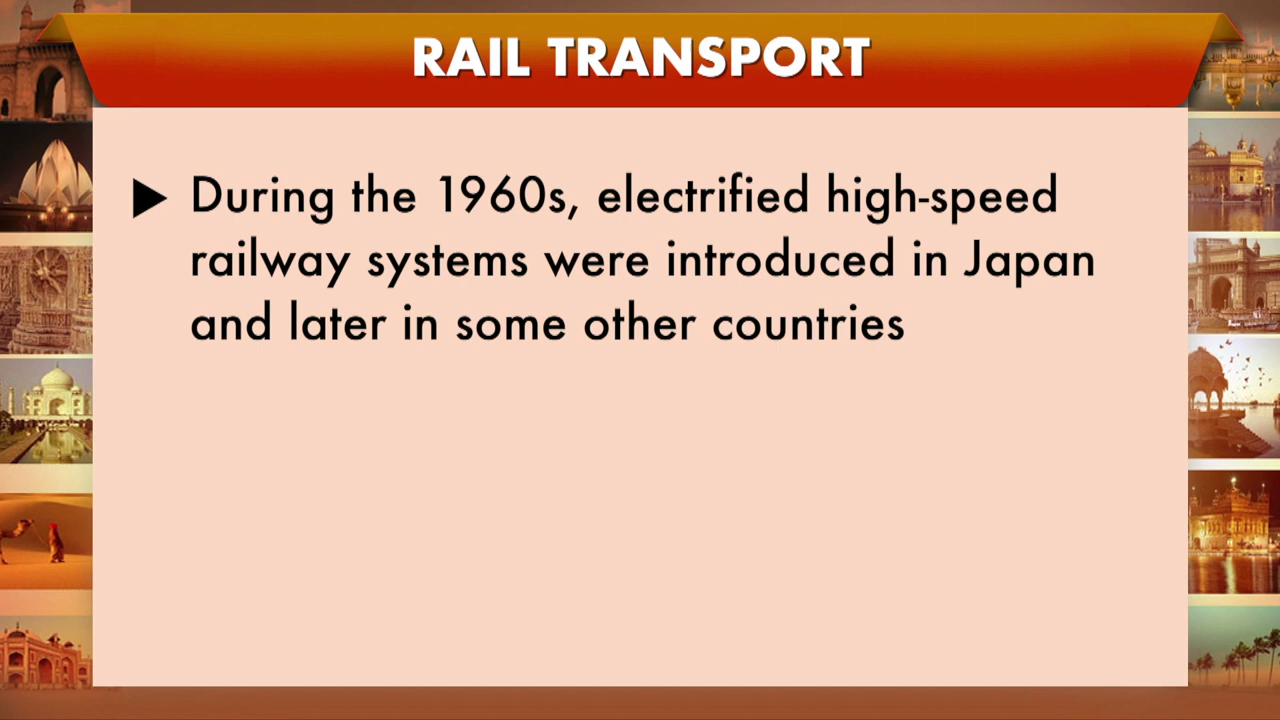 RAIL TRANSPORT
During the 1960s, electrified high-speed
railway systems were introduced in Japan
and later in some other countries